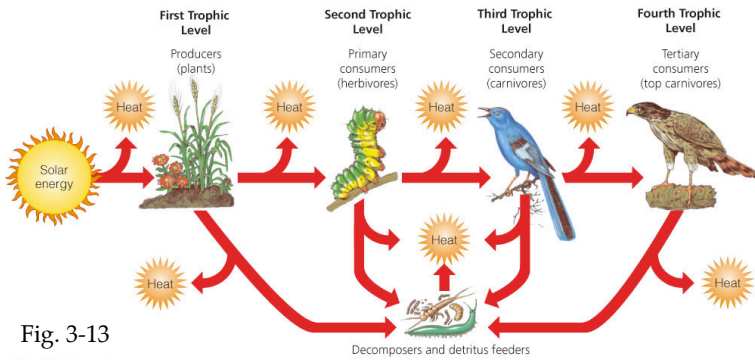 First Trophic
Level
Producers
(plants)
Second Trophic
Level
Primary
consumers
(herbivores)
Third Trophic
Level
Secondary
consumers
(carnivores)
Fourth Trophic
Level
Tertiary
consumers
(top carnivores)
Heat
Heat
Heat
Heat
Solar
energy
Heat
Heat
Heat
Fig. 3-13
Decomposers and detritus feeders